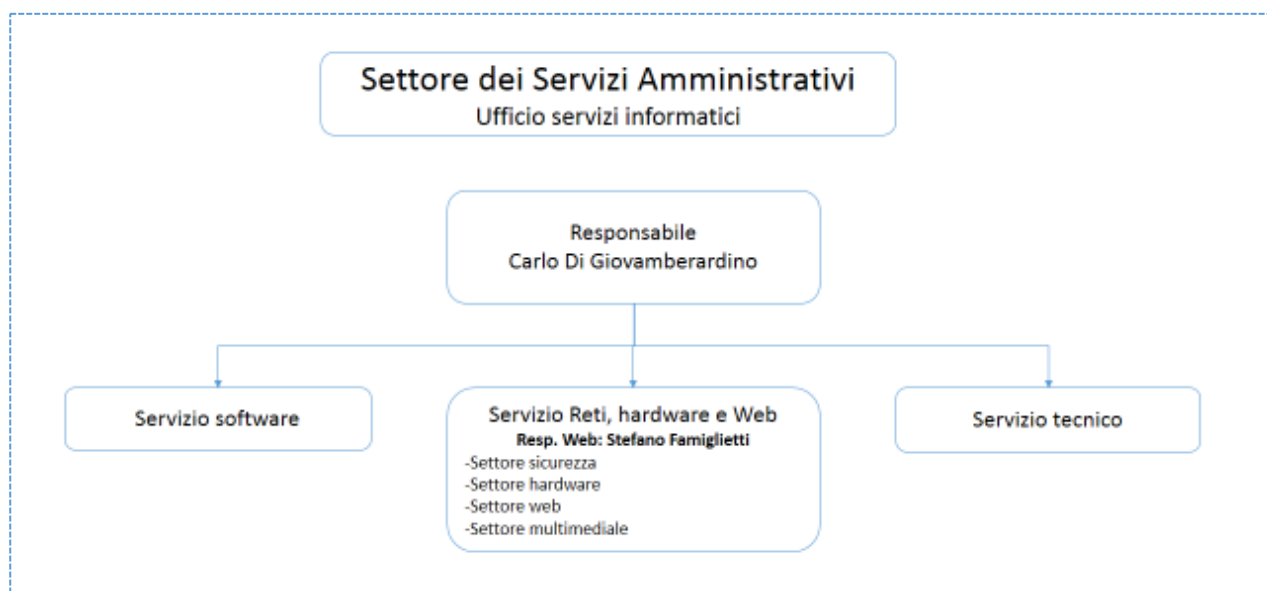 Settore dei Servizi Amministrativi
Ufficio servizi informatici
Responsabile
Carlo Di Giovamberardino
Servizio software
Servizio Reti, hardware e Web
Resp. Web: Stefano Famiglietti
-Settore sicurezza
-Settore hardware
-Settore web
-Settore multimediale
Servizio tecnico